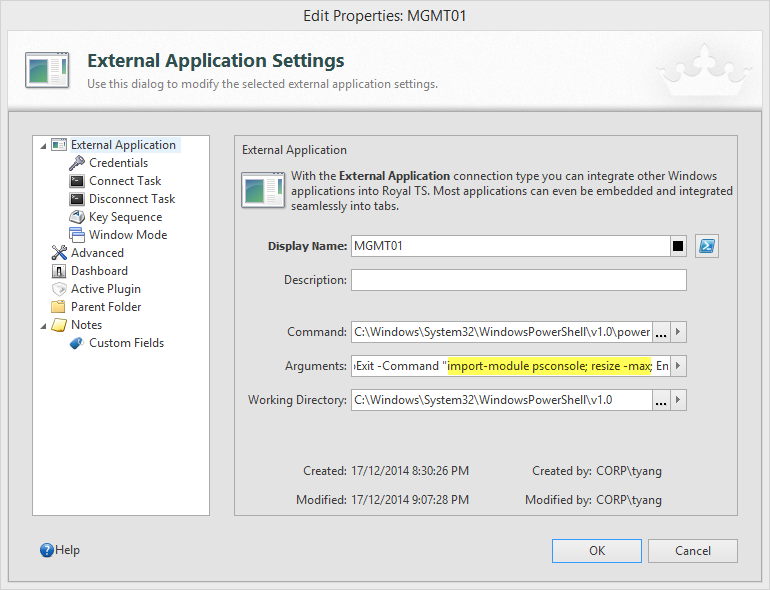 Edit Properties: MGMT01
External Application Settings
Use this dialog to modify the selected external application settings.
External Application
Credentials
Connect Task
Disconnect Task
Key Sequence
Window Mode
Advanced
Dashboard
Active Plugin
Parent Folder
Notes
Custom Fields
External Application
With the External Application connection type you can integrate other Windows
applications into Royal TS. Most applications can even be embedded and integrated
seamlessly into tabs.
Display Name: MGMT01
Description:
Command: C:\Windows\System32\WindowsPowerShell\v1.0\power ...
Arguments: oExit -Command "import-module psconsole; resize -max; En
Working Directory: C:\Windows\System32\WindowsPowerShell\v1.0 ...
Created: 17/12/2014 8:30:26 PM Created by: CORP\tyang
Modified: 17/12/2014 9:07:28 PM Modified by: CORP\tyang
Help
OK
Cancel